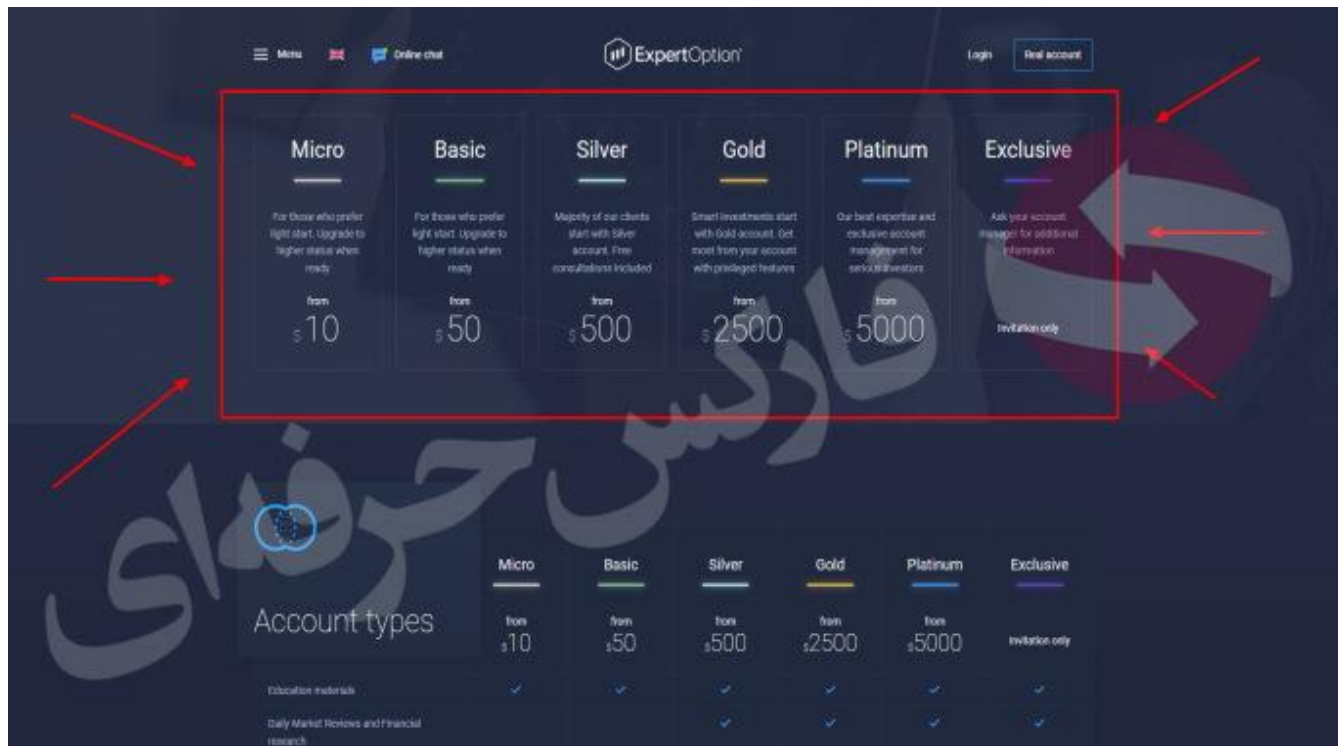 Menu
Online chat
ExpertOption
Login
Real account
Micro
For those who prefer
light start. Upgrade to
higher status when
ready
from
$ 10
Basic
For those who prefer
light start. Upgrade to
higher status when
ready
from
$ 50
Silver
Majority of our clients
start with Silver
account. Free
consultations included
from
$ 500
Gold
Smart investments start
with Gold account. Get
most from your account
with privileged features
from
$ 2500
Platinum
Our best expertise and
exclusive account
management for
serious investors
from
$ 5000
Exclusive
Ask your account
manager for additional
information
Invitation only
فارکس حرفه‌ای
Account types
Micro
from
$10
Basic
from
$50
Silver
from
$500
Gold
from
$2500
Platinum
from
$5000
Exclusive
Invitation only
Education materials
Daily Market Reviews and Financial
research